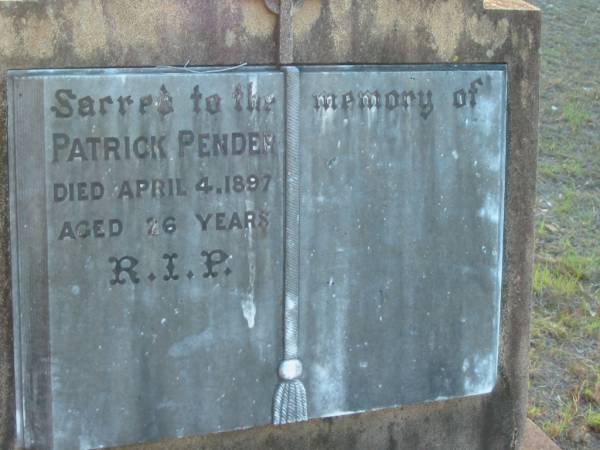 Sacred to the memory of
PATRICK PENDER
DIED APRIL 4. 1897
AGED 26 YEARS
R.I.P.